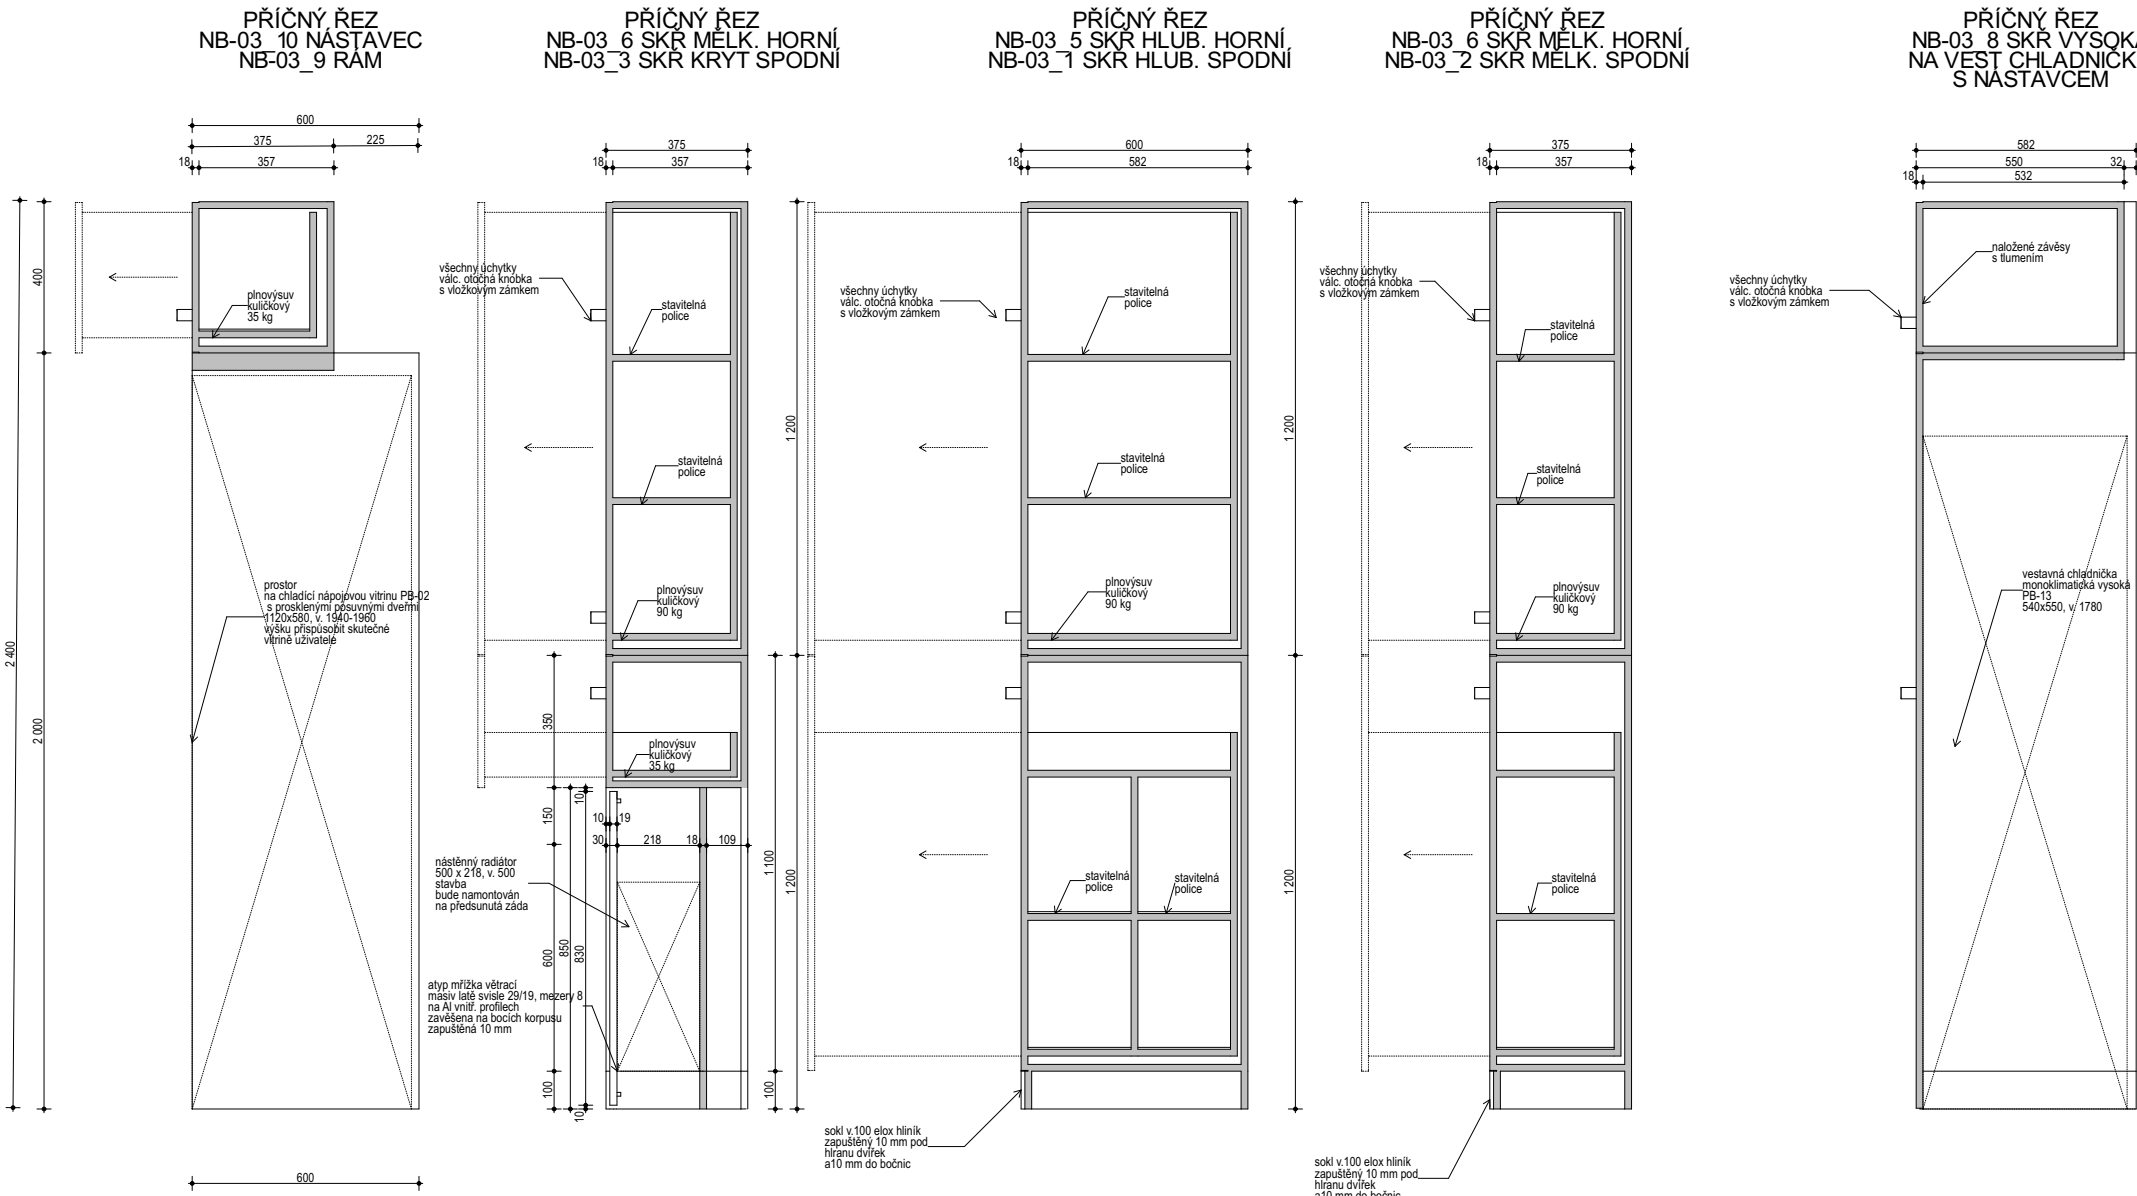 PŘÍČNÝ ŘEZ
NB-03_10 NÁSTAVEC
NB-03_9 RÁM
PŘÍČNÝ ŘEZ
NB-03_6 SKŘ MĚLK. HORNÍ
NB-03_3 SKŘ KRYT SPODNÍ
PŘÍČNÝ ŘEZ
NB-03_5 SKŘ HLUB. HORNÍ
NB-03_1 SKŘ HLUB. SPODNÍ
PŘÍČNÝ ŘEZ
NB-03_6 SKŘ MĚLK. HORNÍ
NB-03_2 SKŘ MĚLK. SPODNÍ
PŘÍČNÝ ŘEZ
NB-03_8 SKŘ VYSOKÁ
NA VEST CHLADNIČK
S NÁSTAVCEM
600
375
225
18
357
2 400
400
2 000
plnovýsuv
kuličkový
35 kg
prostor
na chladící nápojovou vitrinu PB-02
s prosklenými posuvnými dveřmi
1120x580, v. 1940-1960
výšku přispůsobit skutečné
vitríně uživatele
600
375
18
357
všechny úchytky
válc. otočná knobka
s vložkovým zámkem
stavitelná
police
stavitelná
police
plnovýsuv
kuličkový
90 kg
plnovýsuv
kuličkový
35 kg
350
150
600
100
850
10
830
10
10
19
30
218
18
109
nástěnný radiátor
500 x 218, v. 500
stavba
bude namontován
na předsunutá záda
atyp mřížka větrací
masiv latě svisle 29/19, mezery 8
na Al vnitř. profilech
zavěšena na bocích korpusu
zapuštěná 10 mm
1 200
1 100
1 200
100
600
18
582
všechny úchytky
válc. otočná knobka
s vložkovým zámkem
stavitelná
police
stavitelná
police
plnovýsuv
kuličkový
90 kg
stavitelná
police
stavitelná
police
sokl v.100 elox hliník
zapuštěný 10 mm pod
hranu dvířek
a10 mm do bočnic
1 200
1 200
375
18
357
všechny úchytky
válc. otočná knobka
s vložkovým zámkem
stavitelná
police
stavitelná
police
plnovýsuv
kuličkový
90 kg
stavitelná
police
sokl v.100 elox hliník
zapuštěný 10 mm pod
hranu dvířek
a10 mm do bočnic
582
550
32
18
532
všechny úchytky
válc. otočná knobka
s vložkovým zámkem
naložené závěsy
s tlumením
vestavná chladnička
monoklimatická vysoká
PB-13
540x550, v. 1780